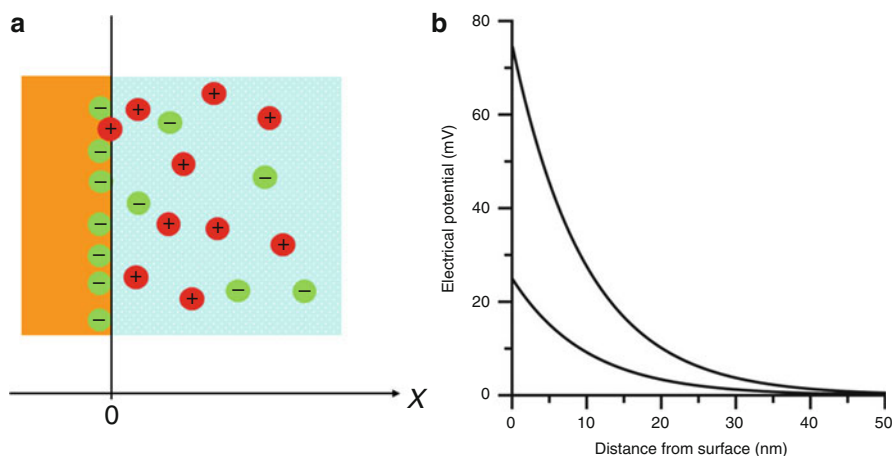 a
0
X
b
80
60
40
20
0
Electrical potential (mV)
0 10 20 30 40 50
Distance from surface (nm)